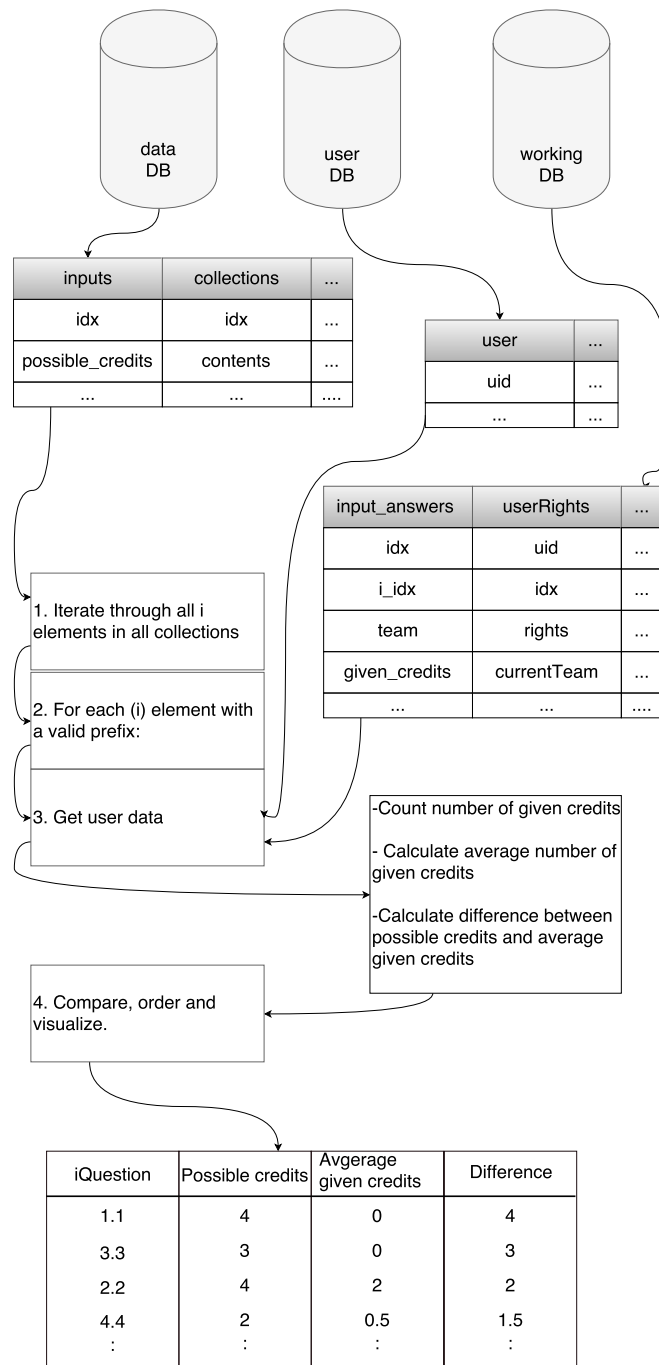 data
DB
user
DB
working
DB
inputs collections ...
idx idx ...
possible_credits contents ...
... ... ....
user ...
uid ...
... ...
input_answers userRights ...
idx uid ...
i_idx idx ...
team rights ...
given_credits currentTeam ...
... ... ....
1. Iterate through all i
elements in all collections
2. For each (i) element with
a valid prefix:
3. Get user data
-Count number of given credits
- Calculate average number of
given credits
-Calculate difference between
possible credits and average
given credits
4. Compare, order and
visualize.
iQuestion Possible credits Avgerage
given credits Difference
1.1 4 0 4
3.3 3 0 3
2.2 4 2 2
4.4 2 0.5 1.5
: : : :